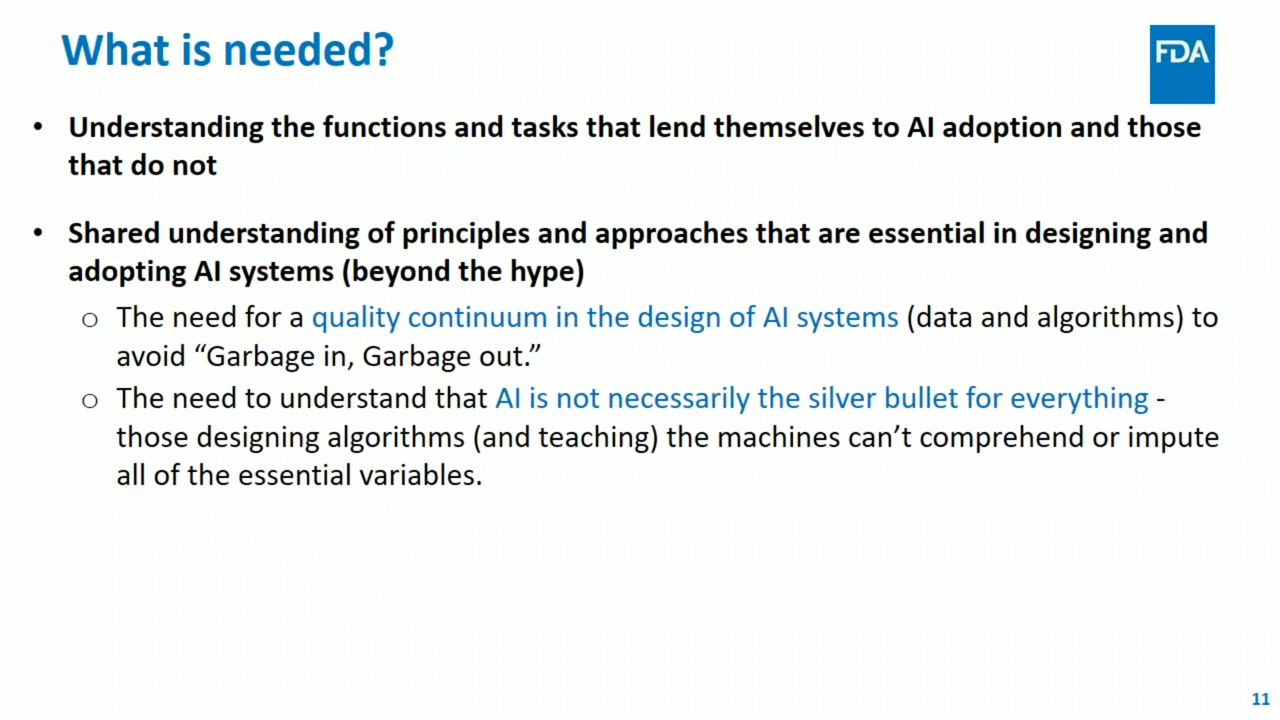 What is needed?
FDA
• Understanding the functions and tasks that lend themselves to AI adoption and those
that do not
• Shared understanding of principles and approaches that are essential in designing and
adopting AI systems (beyond the hype)
○ The need for a quality continuum in the design of AI systems (data and algorithms) to
avoid “Garbage in, Garbage out.”
○ The need to understand that AI is not necessarily the silver bullet for everything -
those designing algorithms (and teaching) the machines can’t comprehend or impute
all of the essential variables.
11